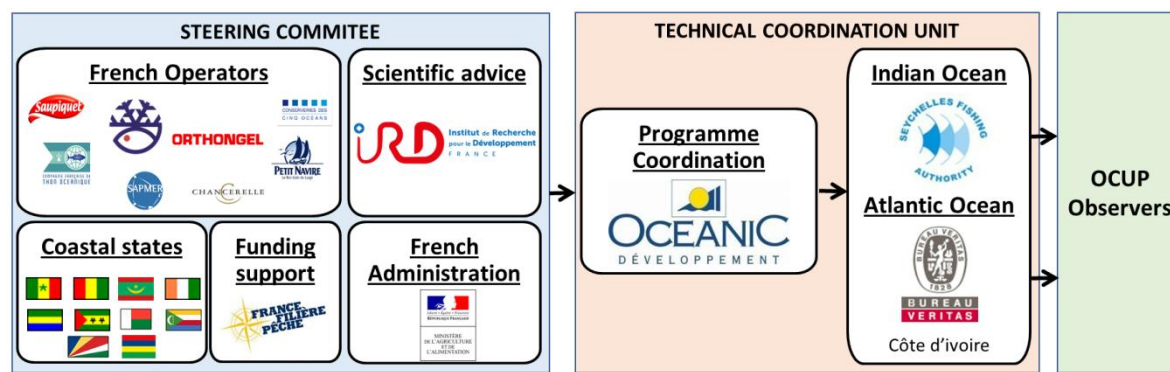 STEERING COMMITEE
French Operators
Saupiquet
ORTHONGEL
CONSERVERIES DES
CINQ OCEANS
COMPAGNIE FRANÇAISE DU
THON OCEANIQUE
SAPMER
CHANCERELLE
PETIT NAVIRE
Scientific advice
iRD
Institut de Recherche
pour le Développement
FRANCE
Coastal states
Funding
support
FRANCE
FILIÈRE
PÊCHE
French
Administration
RÉPUBLIQUE FRANÇAISE
MINISTÈRE
DE L'AGRICULTURE
ET DE
L'ALIMENTATION
TECHNICAL COORDINATION UNIT
Programme
Coordination
OCEANIC
DÉVELOPPEMENT
Indian Ocean
SEYCHELLES FISHING
AUTHORITY
Atlantic Ocean
BUREAU VERITAS
1828
BUREAU
VERITAS
Côte d'ivoire
OCUP
Observers